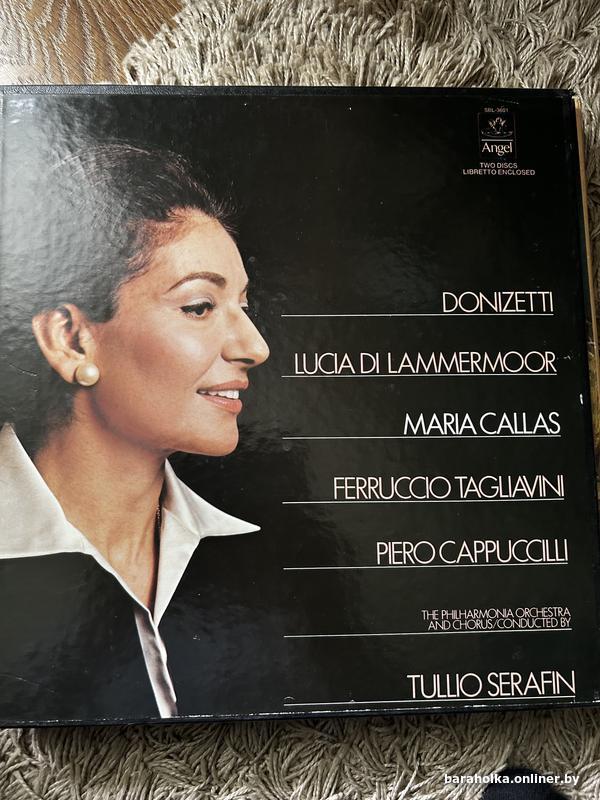 SBL-3601
Angel
TWO DISCS
LIBRETTO ENCLOSED
DONIZETTI
LUCIA DI LAMMERMOOR
MARIA CALLAS
FERRUCCIO TAGLIAVINI
PIERO CAPPUCCILLI
THE PHILHARMONIA ORCHESTRA
AND CHORUS/CONDUCTED BY
TULLIO SERAFIN
baraholka.onliner.by